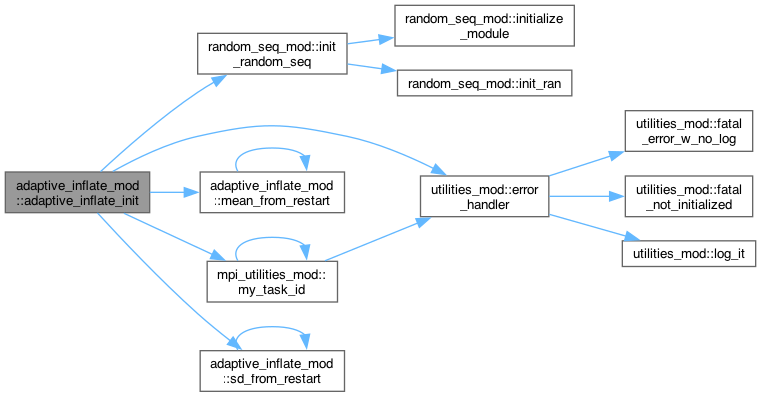 adaptive_inflate_mod
::adaptive_inflate_init
random_seq_mod::init
_random_seq
random_seq_mod::initialize
_module
random_seq_mod::init_ran
adaptive_inflate_mod
::mean_from_restart
mpi_utilities_mod::
my_task_id
adaptive_inflate_mod
::sd_from_restart
utilities_mod::error
_handler
utilities_mod::fatal
_error_w_no_log
utilities_mod::fatal
_not_initialized
utilities_mod::log_it